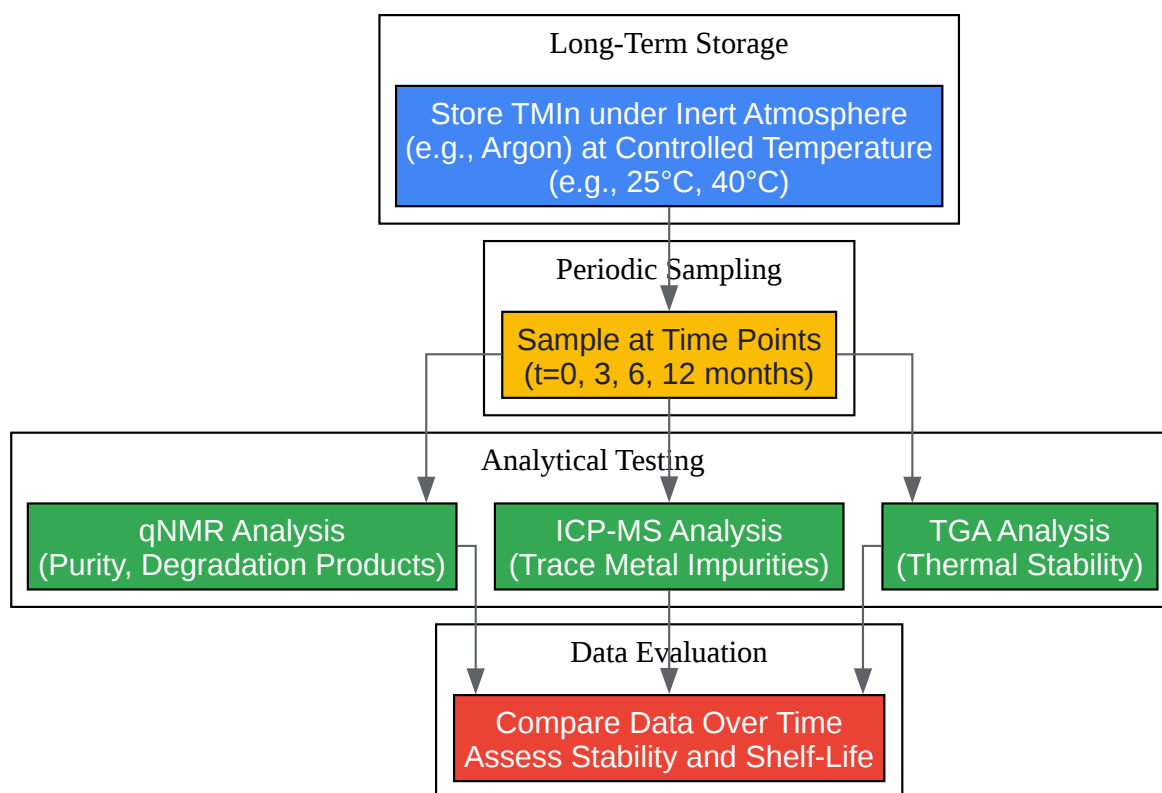 Long-Term Storage
Store TMIn under Inert Atmosphere
(e.g., Argon) at Controlled Temperature
(e.g., 25°C, 40°C)
Periodic Sampling
Sample at Time Points
(t=0, 3, 6, 12 months)
Analytical Testing
qNMR Analysis
(Purity, Degradation Products)
ICP-MS Analysis
(Trace Metal Impurities)
TGA Analysis
(Thermal Stability)
Data Evaluation
Compare Data Over Time
Assess Stability and Shelf-Life